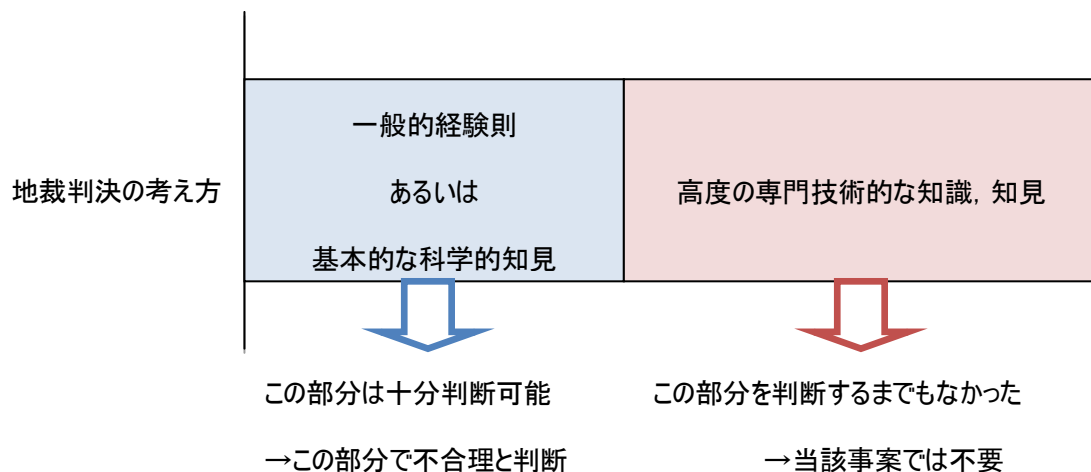 一般的経験則
地裁判決の考え方
あるいは
高度の専門技術的な知識, 知見
基本的な科学的知見
この部分は十分判断可能
この部分を判断するまでもなかった
→この部分で不合理と判断
→当該事案では不要